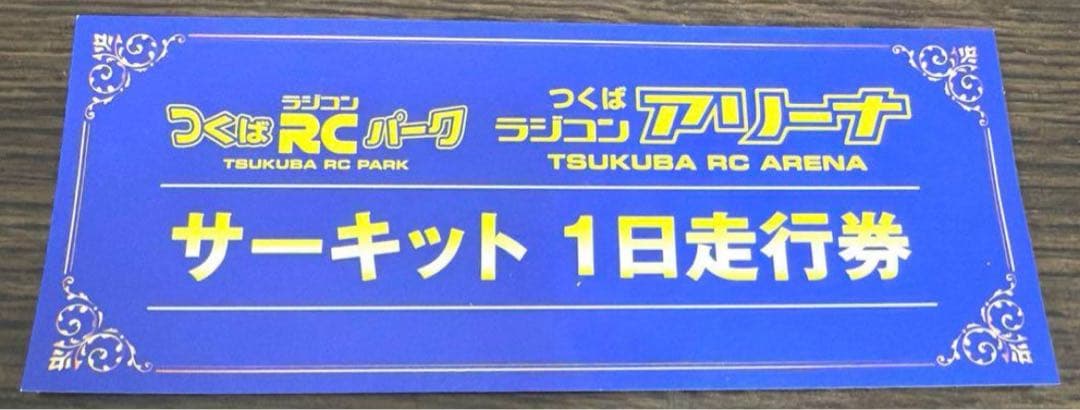 つくば ラジコン RC パーク
TSUKUBA RC PARK
つくば
ラジコン アリーナ
TSUKUBA RC ARENA
サーキット 1日走行券